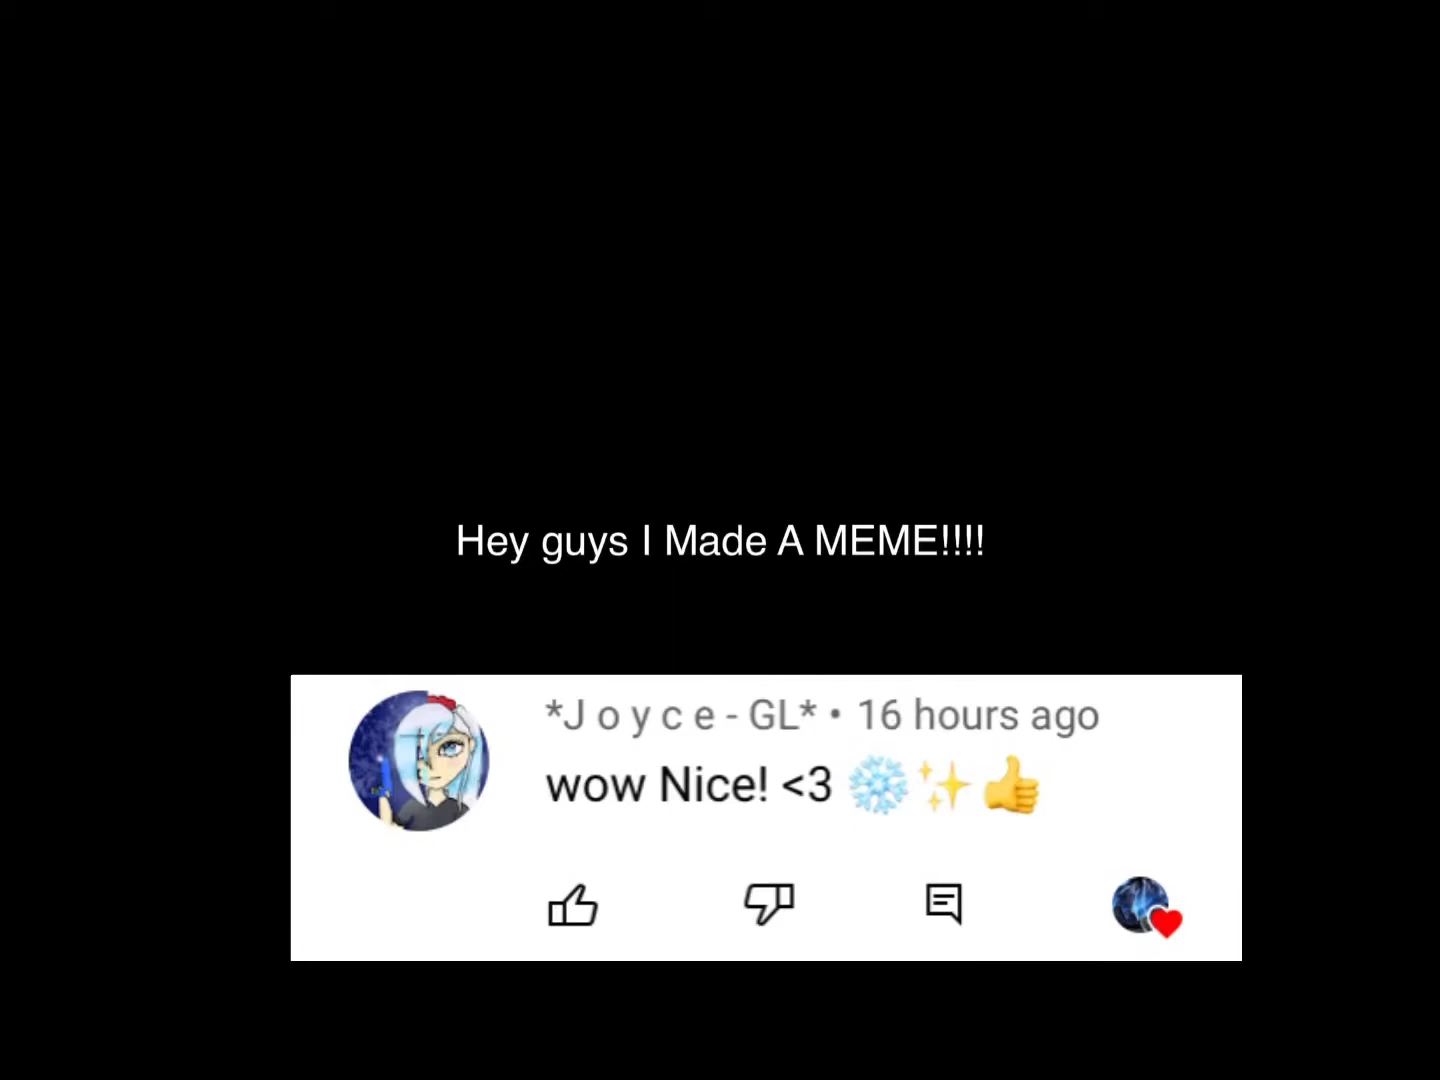 Hey guys I Made A MEME!!!!
*J o y c e - GL* • 16 hours ago
wow Nice! <3 ❄️✨👍